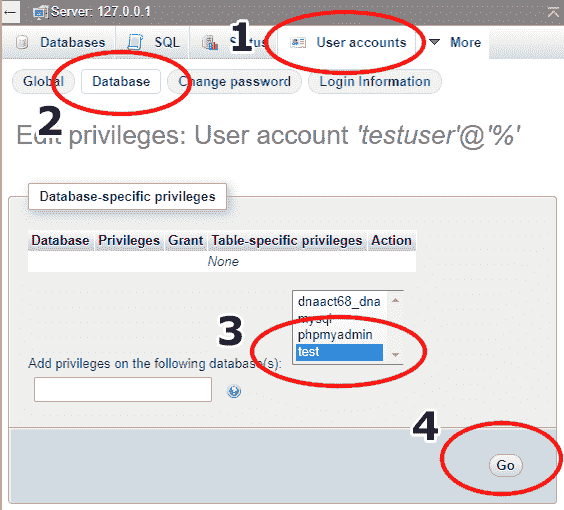 Server: 127.0.0.1
Databases SQL 1 Status User accounts More
Global Database Change password Login Information
2
Edit privileges: User account 'testuser'@'%'
Database-specific privileges
Database Privileges Grant Table-specific privileges Action
None
dnaact68_dna
mysql
phpmyadmin
test
3
Add privileges on the following database(s):
4
Go